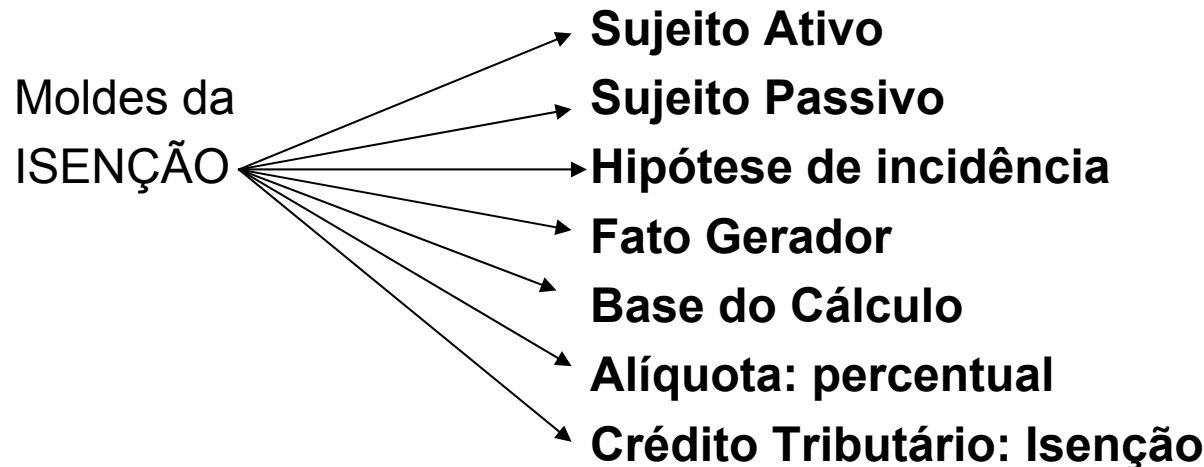 Sujeito Ativo
Moldes da
Sujeito Passivo
ISENÇÃO
Hipótese de incidência
Fato Gerador
Base do Cálculo
Alíquota: percentual
Crédito Tributário: Isenção